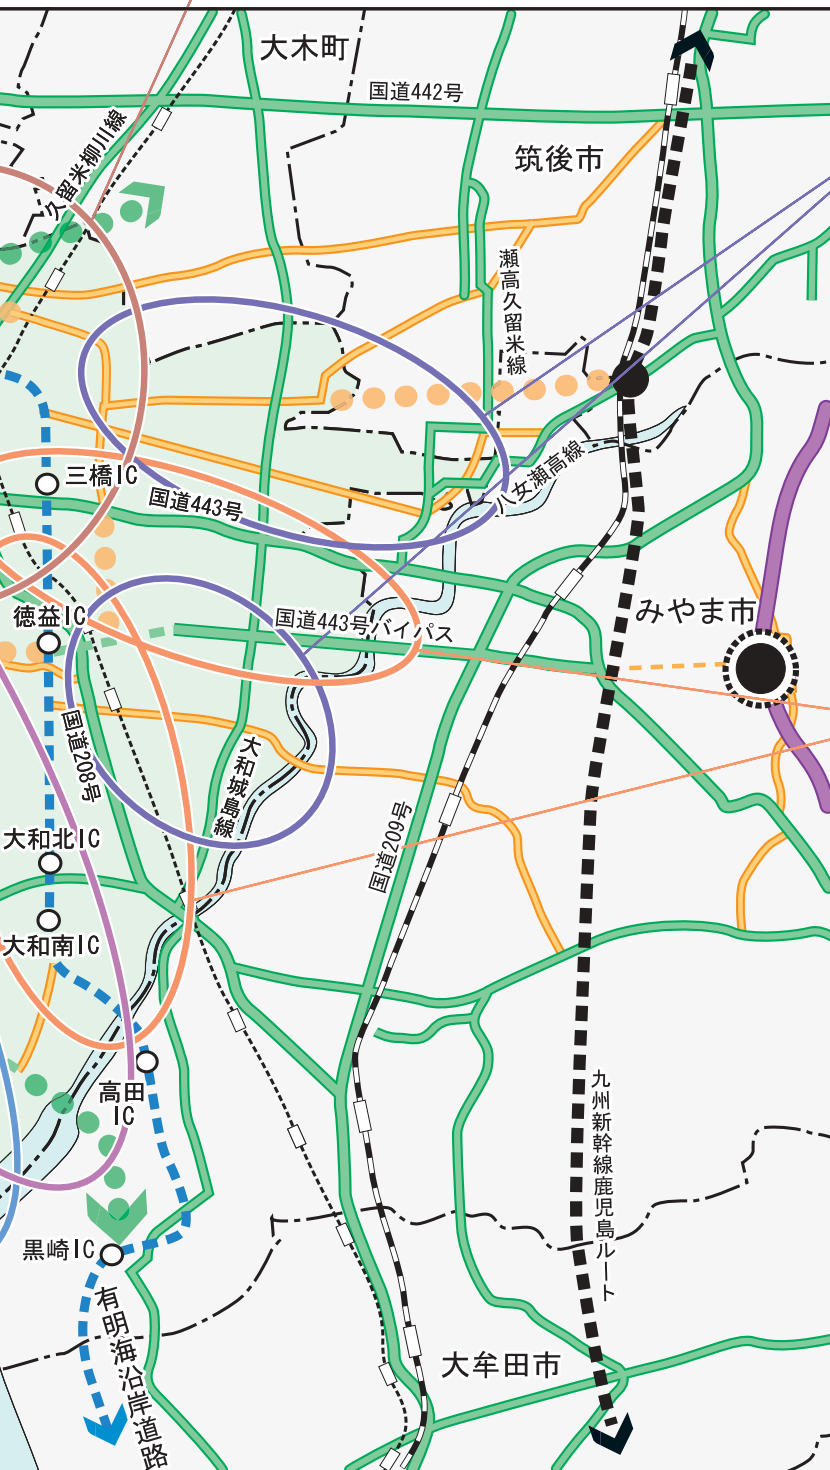 大木町
国道442号
久留米柳川線
筑後市
瀬高久留米線
八女瀬高線
三橋IC
国道443号
徳益IC
国道443号バイパス
みやま市
国道208号
大和城島線
国道209号
大和北IC
大和南IC
高田
IC
九州新幹線鹿児島ルート
黒崎IC
有明海沿岸道路
大牟田市